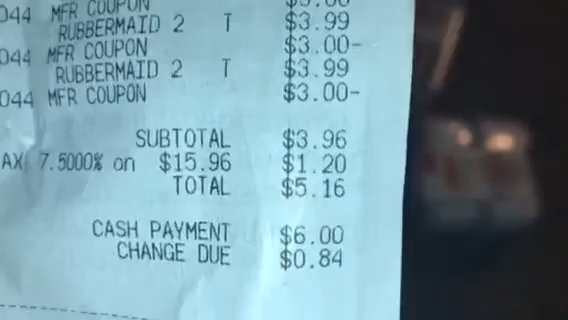 044 MFR COUPON $3.00-
RUBBERMAID 2 T $3.99
044 MFR COUPON $3.00-
RUBBERMAID 2 T $3.99
044 MFR COUPON $3.00-
SUBTOTAL $3.96
AX 7.5000% on $15.96 $1.20
TOTAL $5.16
CASH PAYMENT $6.00
CHANGE DUE $0.84